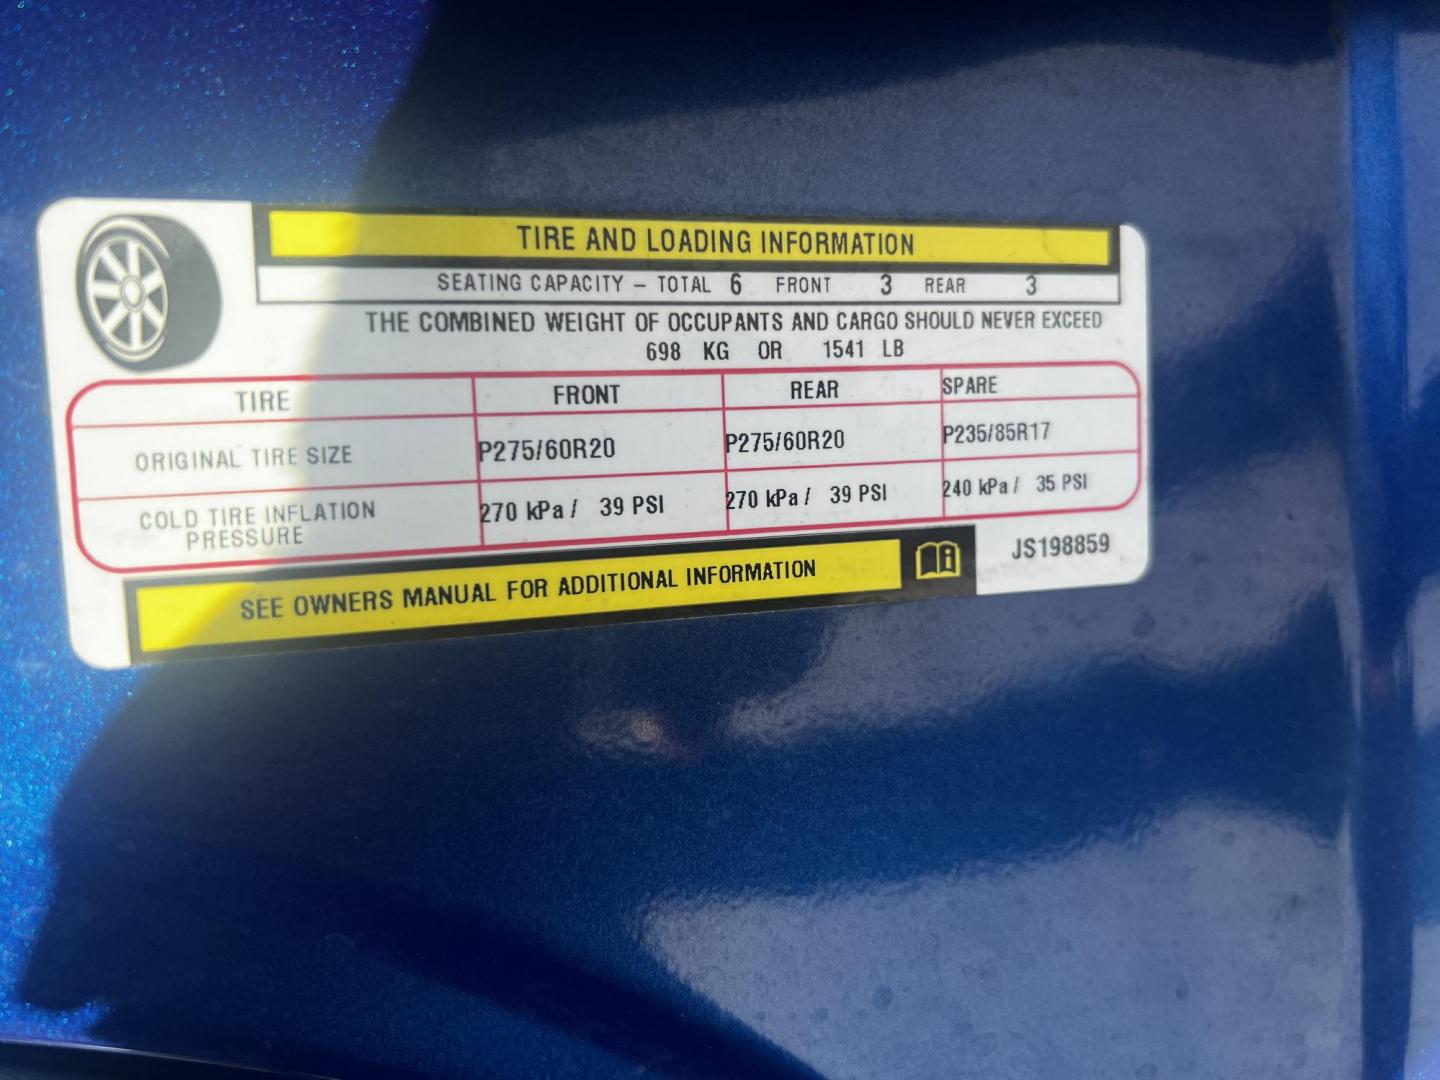 TIRE AND LOADING INFORMATION
SEATING CAPACITY – TOTAL 6 FRONT 3 REAR 3
THE COMBINED WEIGHT OF OCCUPANTS AND CARGO SHOULD NEVER EXCEED
698 KG OR 1541 LB
TIRE FRONT REAR SPARE
ORIGINAL TIRE SIZE P275/60R20 P275/60R20 P235/85R17
COLD TIRE INFLATION PRESSURE 270 kPa / 39 PSI 270 kPa / 39 PSI 240 kPa / 35 PSI
SEE OWNERS MANUAL FOR ADDITIONAL INFORMATION
JS198859